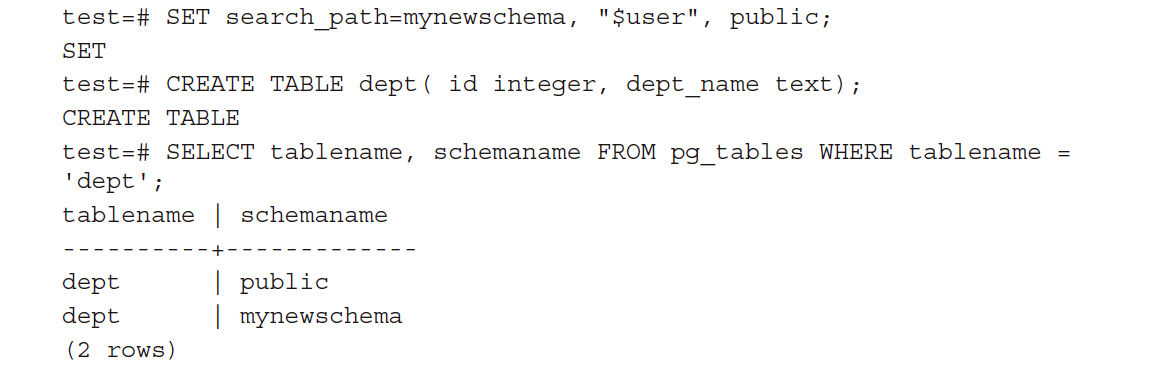 test=# SET search_path=mynewschema, "$user", public;
SET
test=# CREATE TABLE dept( id integer, dept_name text);
CREATE TABLE
test=# SELECT tablename, schemaname FROM pg_tables WHERE tablename =
'dept';
tablename | schemaname
----------+-------------
dept      | public
dept      | mynewschema
(2 rows)